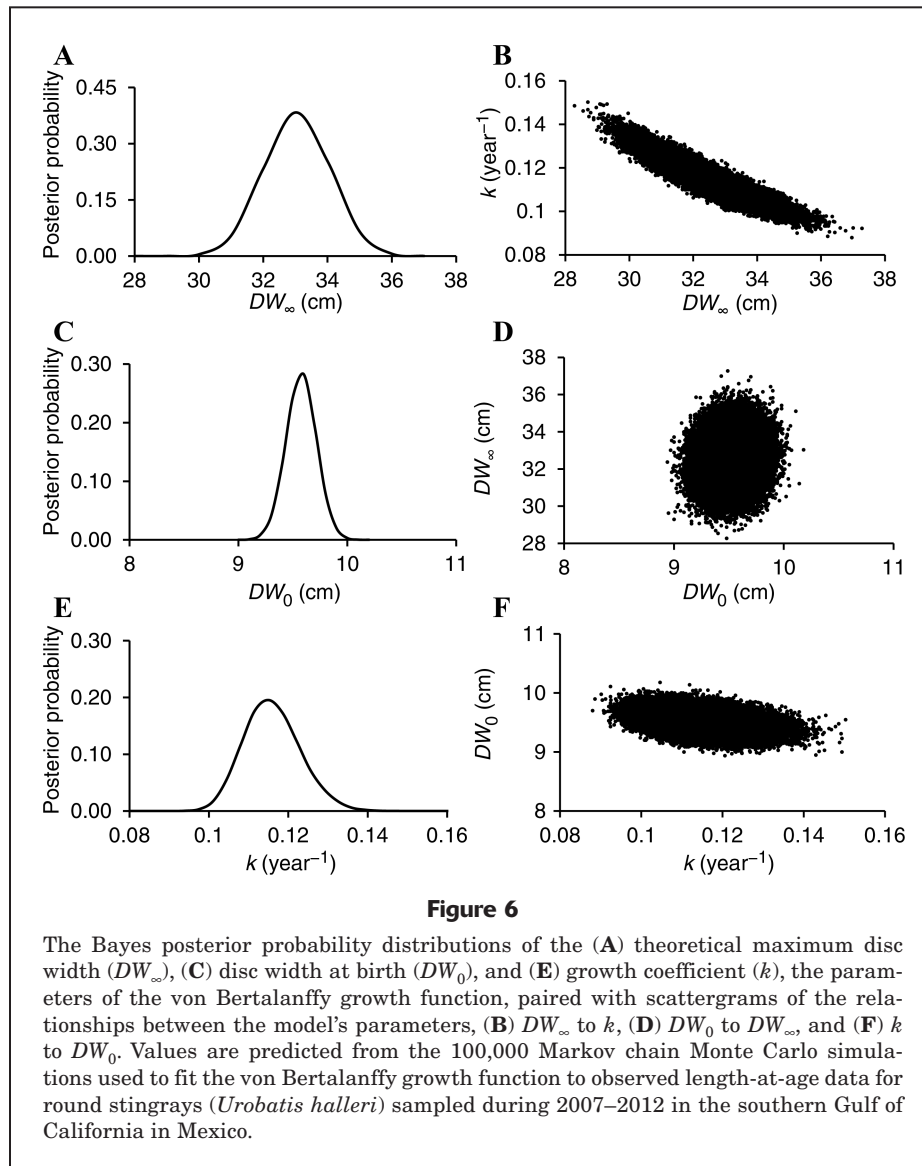 A
Posterior probability
0.45
0.30
0.15
0.00
28 30 32 34 36 38
DW∞ (cm)
B
k (year−1)
0.16
0.14
0.12
0.1
0.08
28 30 32 34 36 38
DW∞ (cm)
C
Posterior probability
0.30
0.20
0.10
0.00
8 9 10 11
DW0 (cm)
D
DW∞ (cm)
38
36
34
32
30
28
8 9 10 11
DW0 (cm)
E
Posterior probability
0.30
0.20
0.10
0.00
0.08 0.1 0.12 0.14 0.16
k (year−1)
F
DW0 (cm)
11
10
9
8
0.08 0.1 0.12 0.14 0.16
k (year−1)
Figure 6
The Bayes posterior probability distributions of the (A) theoretical maximum disc
width (DW∞), (C) disc width at birth (DW0), and (E) growth coefficient (k), the param-
eters of the von Bertalanffy growth function, paired with scattergrams of the rela-
tionships between the model's parameters, (B) DW∞ to k, (D) DW0 to DW∞, and (F) k
to DW0. Values are predicted from the 100,000 Markov chain Monte Carlo simula-
tions used to fit the von Bertalanffy growth function to observed length-at-age data for
round stingrays (Urobatis halleri) sampled during 2007–2012 in the southern Gulf of
California in Mexico.